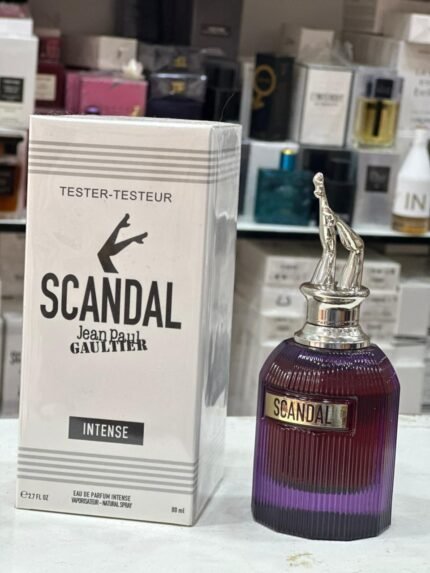 TESTER-TESTEUR
SCANDAL
Jean Paul
GAULTIER
INTENSE
℮ 2.7 FL OZ
EAU DE PARFUM INTENSE
VAPORISATEUR - NATURAL SPRAY
80 ml
SCANDAL
IN